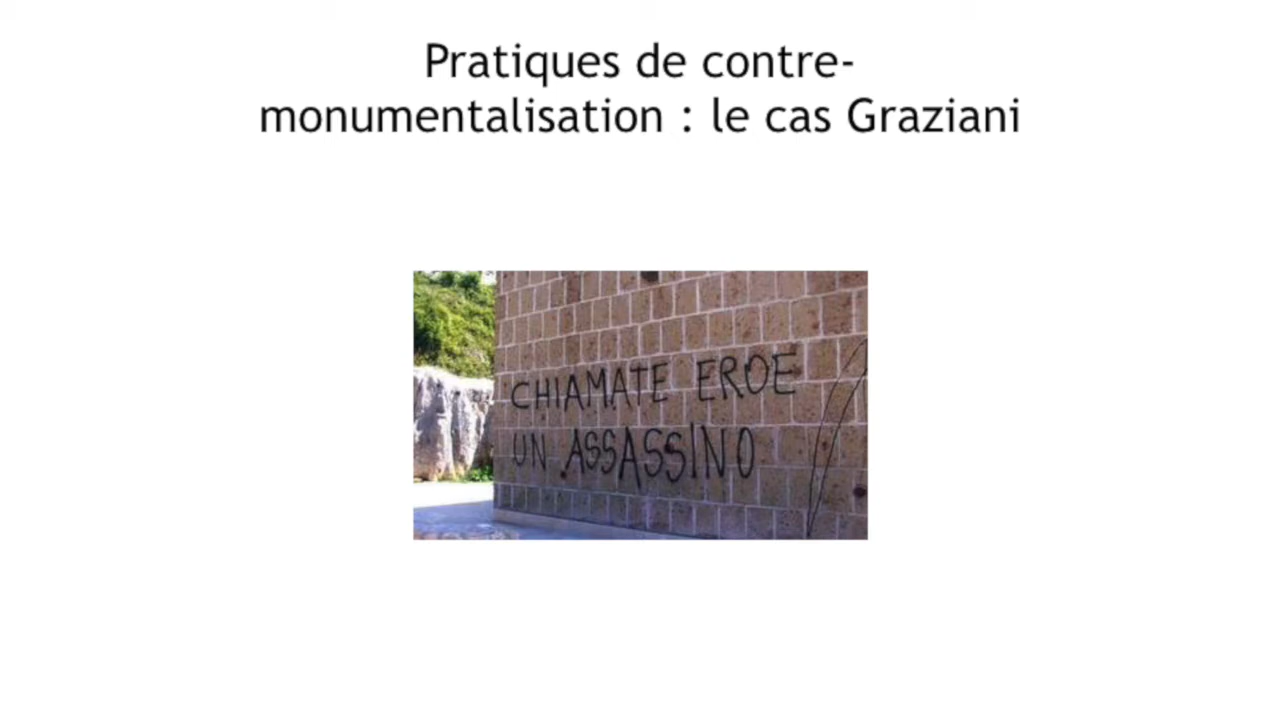 Pratiques de contre-
monumentalisation : le cas Graziani
CHIAMATE EROE
UN ASSASSINO